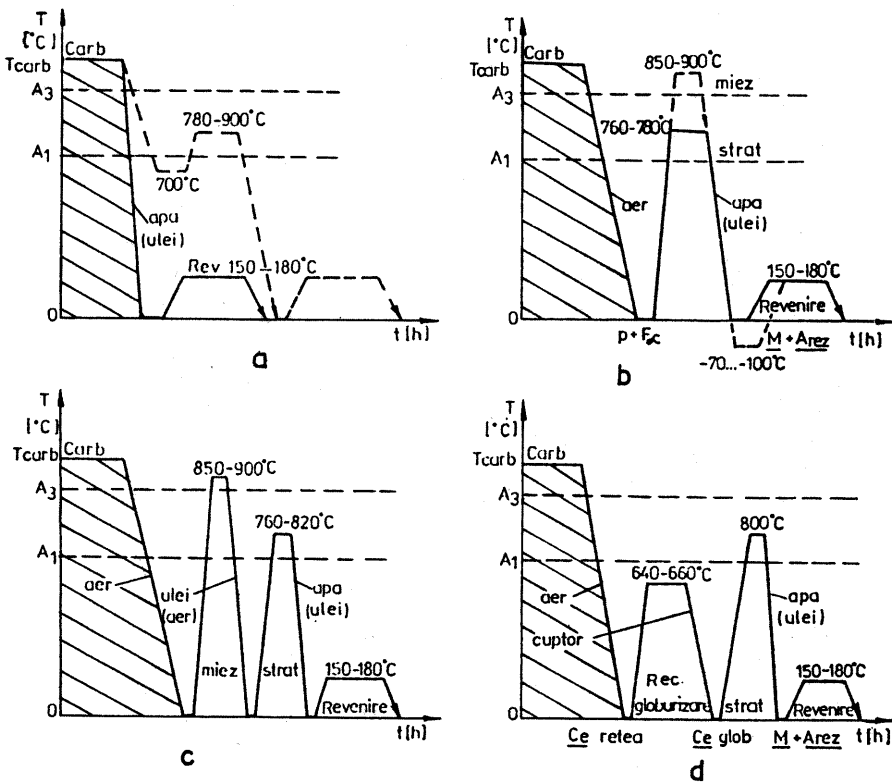 T
[°C]
Carb
Tcarb
A3
780-900°C
A1
700°C
apa
(ulei)
Rev 150-180°C
0
t[h]
a
T
[°C]
Carb
Tcarb
850-900°C
A3
miez
760-780°C
A1
strat
aer
apa
(ulei)
150-180°C
Revenire
0
p+Fαc
M+Arez
t[h]
-70...-100°C
b
T
[°C]
Carb
Tcarb
850-900°C
A3
760-820°C
A1
aer
ulei
(aer)
apa
(ulei)
miez
strat
150-180°C
Revenire
0
t[h]
c
T
[°C]
Carb
Tcarb
A3
800°C
A1
640-660°C
aer
apa
(ulei)
cuptor
Rec.
globurizare
strat
150-180°C
Revenire
0
Ce retea
Ce glob
M+Arez
t[h]
d